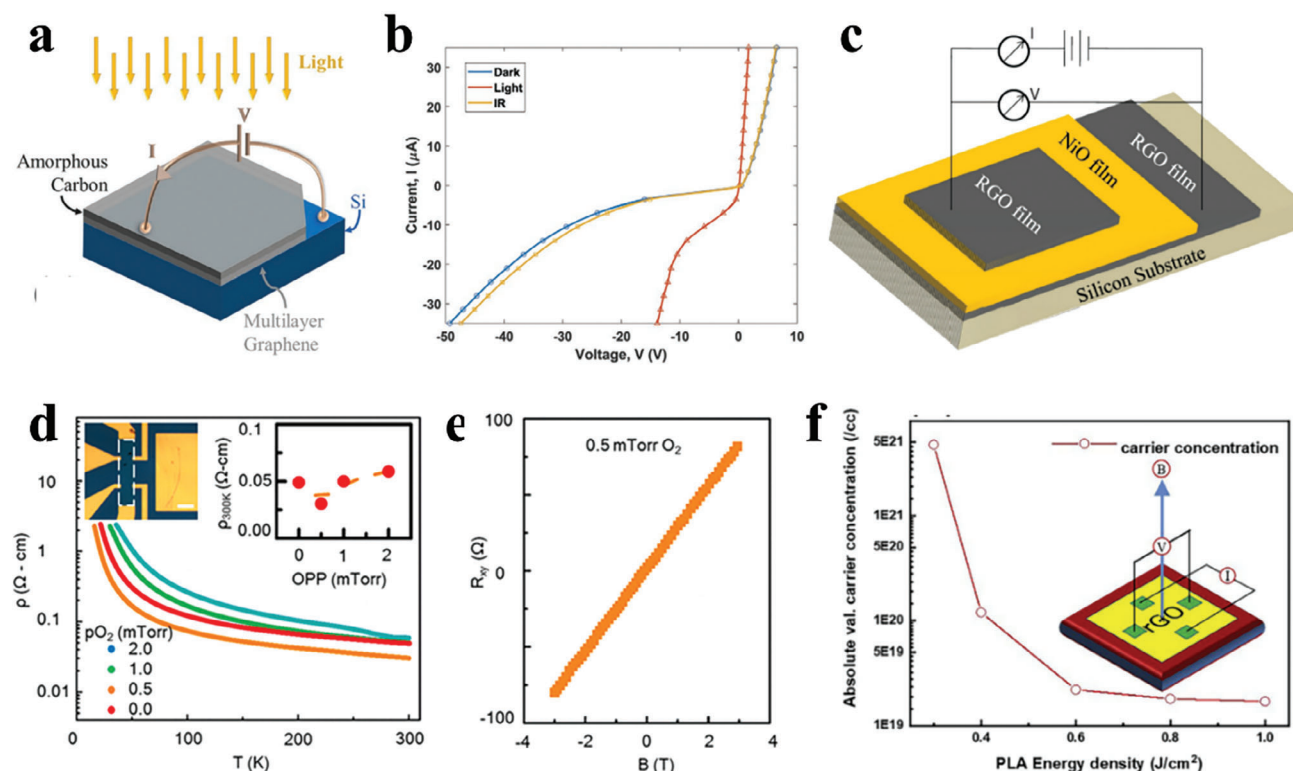 a
Light
V
I
Amorphous
Carbon
Si
Multilayer
Graphene
b
Dark
Light
IR
Current, I (μA)
30
20
10
0
-10
-20
-30
-50
-40
-30
-20
-10
0
10
Voltage, V (V)
c
I
V
RGO film
NiO film
RGO film
Silicon Substrate
d
ρ (Ω - cm)
10
1
0.1
0.01
ρ300K (Ω-cm)
0.1
0.05
0.00
0 1 2
OPP (mTorr)
pO2 (mTorr)
2.0
1.0
0.5
0.0
0 100 200 300
T (K)
e
100
0
-100
Rxy (Ω)
0.5 mTorr O2
-4 -2 0 2 4
B (T)
f
Absolute val. carrier concentration (/cc)
5E21
1E21
5E20
1E20
5E19
1E19
carrier concentration
B
V
I
rGO
0.4 0.6 0.8 1.0
PLA Energy density (J/cm²)